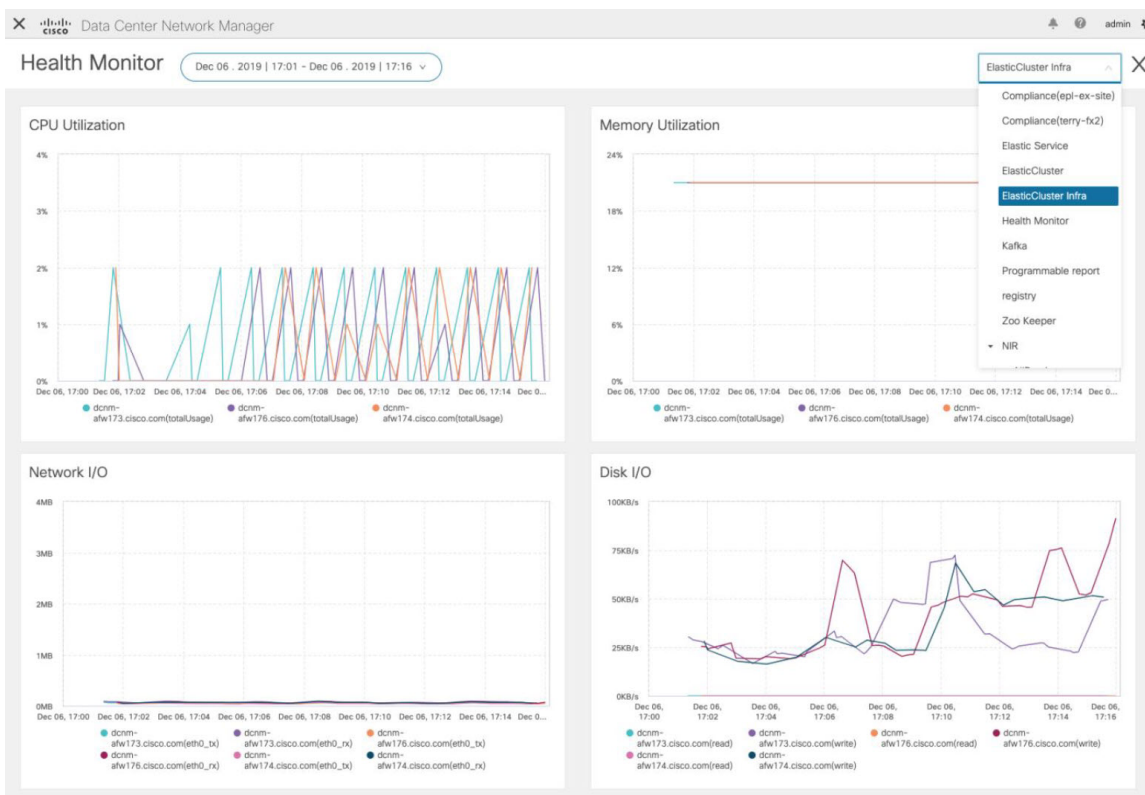 cisco Data Center Network Manager
admin
Health Monitor
Dec 06 . 2019 | 17:01 - Dec 06 . 2019 | 17:16
ElasticCluster Infra
Compliance(epl-ex-site)
Compliance(terry-fx2)
Elastic Service
ElasticCluster
ElasticCluster Infra
Health Monitor
Kafka
Programmable report
registry
Zoo Keeper
NIR
CPU Utilization
4%
3%
2%
1%
0%
Dec 06, 17:00 Dec 06, 17:02 Dec 06, 17:04 Dec 06, 17:06 Dec 06, 17:08 Dec 06, 17:10 Dec 06, 17:12 Dec 06, 17:14 Dec 0...
dcnm-
afw173.cisco.com(totalUsage)
dcnm-
afw176.cisco.com(totalUsage)
dcnm-
afw174.cisco.com(totalUsage)
Memory Utilization
24%
18%
12%
6%
0%
Dec 06, 17:00 Dec 06, 17:02 Dec 06, 17:04 Dec 06, 17:06 Dec 06, 17:08 Dec 06, 17:10 Dec 06, 17:12 Dec 06, 17:14 Dec 0...
dcnm-
afw173.cisco.com(totalUsage)
dcnm-
afw176.cisco.com(totalUsage)
dcnm-
afw174.cisco.com(totalUsage)
Network I/O
4MB
3MB
2MB
1MB
0MB
Dec 06, 17:00 Dec 06, 17:02 Dec 06, 17:04 Dec 06, 17:06 Dec 06, 17:08 Dec 06, 17:10 Dec 06, 17:12 Dec 06, 17:14 Dec 0...
dcnm-
afw173.cisco.com(eth0_tx)
dcnm-
afw173.cisco.com(eth0_rx)
dcnm-
afw176.cisco.com(eth0_tx)
dcnm-
afw176.cisco.com(eth0_rx)
dcnm-
afw174.cisco.com(eth0_tx)
dcnm-
afw174.cisco.com(eth0_rx)
Disk I/O
100KB/s
75KB/s
50KB/s
25KB/s
0KB/s
Dec 06, Dec 06, Dec 06, Dec 06, Dec 06, Dec 06, Dec 06, Dec 06, Dec 06,
17:00 17:02 17:04 17:06 17:08 17:10 17:12 17:14 17:16
dcnm-
afw173.cisco.com(read)
dcnm-
afw173.cisco.com(write)
dcnm-
afw176.cisco.com(read)
dcnm-
afw176.cisco.com(write)
dcnm-
afw174.cisco.com(read)
dcnm-
afw174.cisco.com(write)